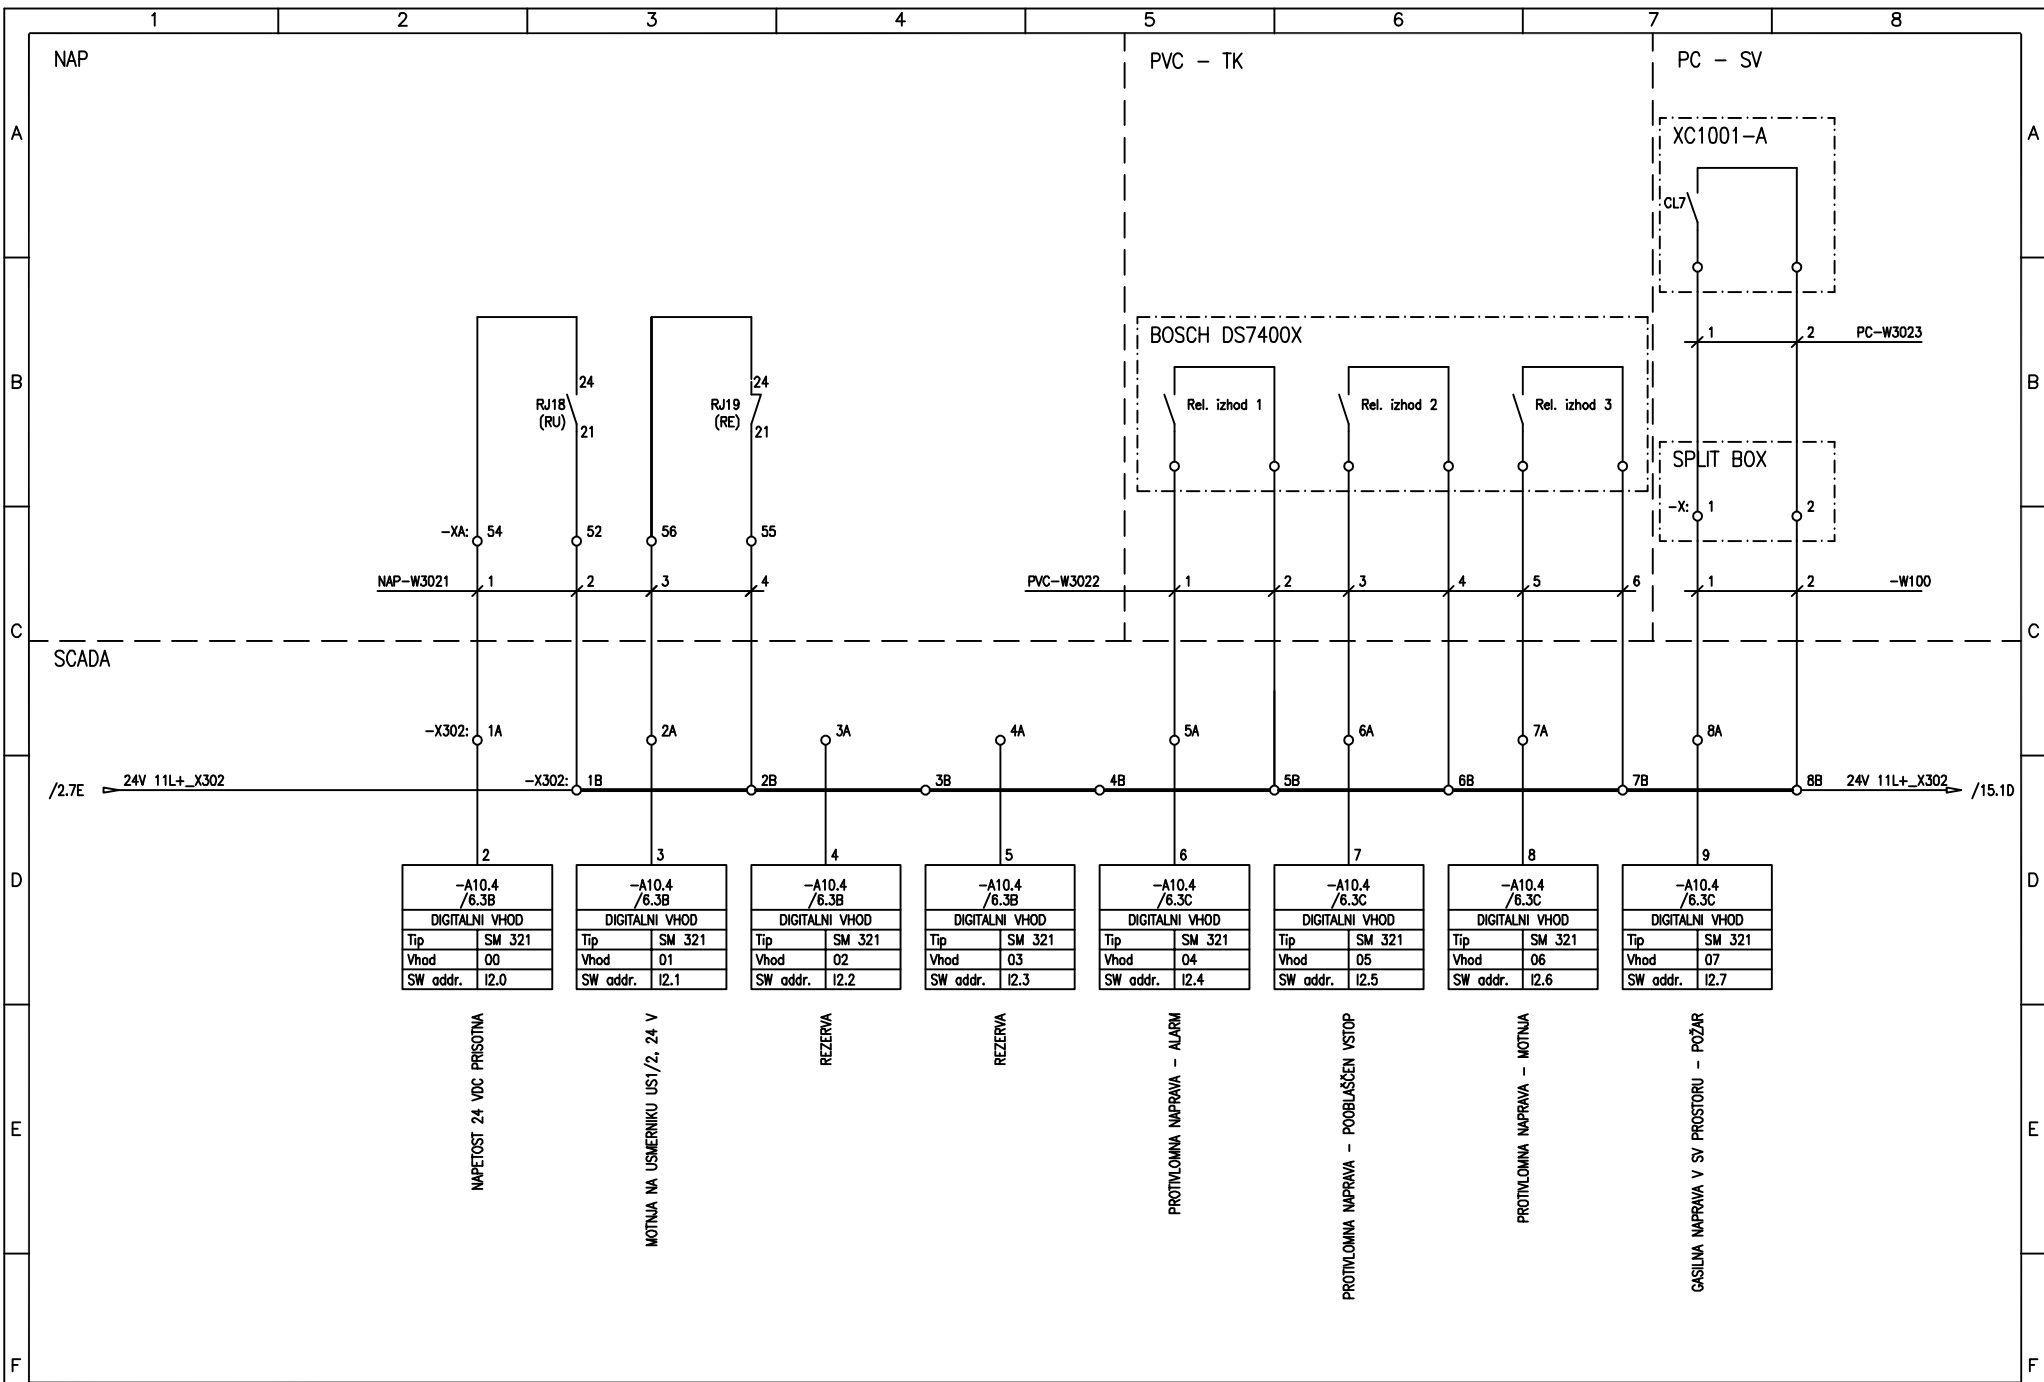 1 2 3 4 5 6 7 8
NAP
PVC - TK
PC - SV
A
A
XC1001-A
CL7
1 2 PC-W3023
BOSCH DS7400X
B
B
24
24
RJ18
(RU)
21
RJ19
(RE)
21
Rel. izhod 1
Rel. izhod 2
Rel. izhod 3
SPLIT BOX
-X: 1 2
-XA: 54 52 56 55
NAP-W3021 1 2 3 4
PVC-W3022 1 2 3 4 5 6
1 2 -W100
C
C
SCADA
-X302: 1A 2A 3A 4A 5A 6A 7A 8A
/2.7E 24V 11L+_X302 -X302: 1B 2B 3B 4B 5B 6B 7B 8B 24V 11L+_X302 /15.1D
D
D
2
-A10.4
/6.3B
DIGITALNI VHOD
Tip SM 321
Vhod 00
SW addr. I2.0
3
-A10.4
/6.3B
DIGITALNI VHOD
Tip SM 321
Vhod 01
SW addr. I2.1
4
-A10.4
/6.3B
DIGITALNI VHOD
Tip SM 321
Vhod 02
SW addr. I2.2
5
-A10.4
/6.3B
DIGITALNI VHOD
Tip SM 321
Vhod 03
SW addr. I2.3
6
-A10.4
/6.3C
DIGITALNI VHOD
Tip SM 321
Vhod 04
SW addr. I2.4
7
-A10.4
/6.3C
DIGITALNI VHOD
Tip SM 321
Vhod 05
SW addr. I2.5
8
-A10.4
/6.3C
DIGITALNI VHOD
Tip SM 321
Vhod 06
SW addr. I2.6
9
-A10.4
/6.3C
DIGITALNI VHOD
Tip SM 321
Vhod 07
SW addr. I2.7
NAPETOST 24 VDC PRISOTNA
MOTNJA NA USMERNIKU US1/2, 24 V
REZERVA
REZERVA
PROTIVLOMNA NAPRAVA - ALARM
PROTIVLOMNA NAPRAVA - POOBLAŠČEN VSTOP
PROTIVLOMNA NAPRAVA - MOTNJA
GASILNA NAPRAVA V SV PROSTORU - POŽAR
E
E
F
F